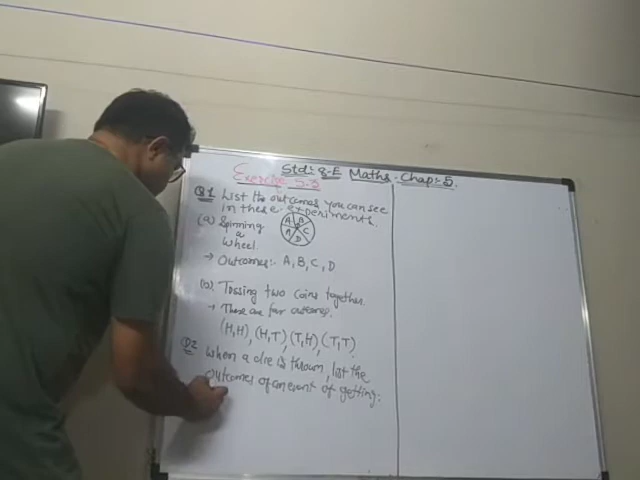 Std: 8-E Maths. Chap: 5.
Exercise 5.3
Q1 List the outcomes you can see
in these experiments.
(a) Spinning
a
wheel.
A B C D A
→ Outcomes:- A, B, C, D
(b) Tossing two coins together.
→ There are four outcomes.
(H,H), (H,T), (T,H), (T,T).
Q2 When a die is thrown, list the
outcomes of an event of getting: